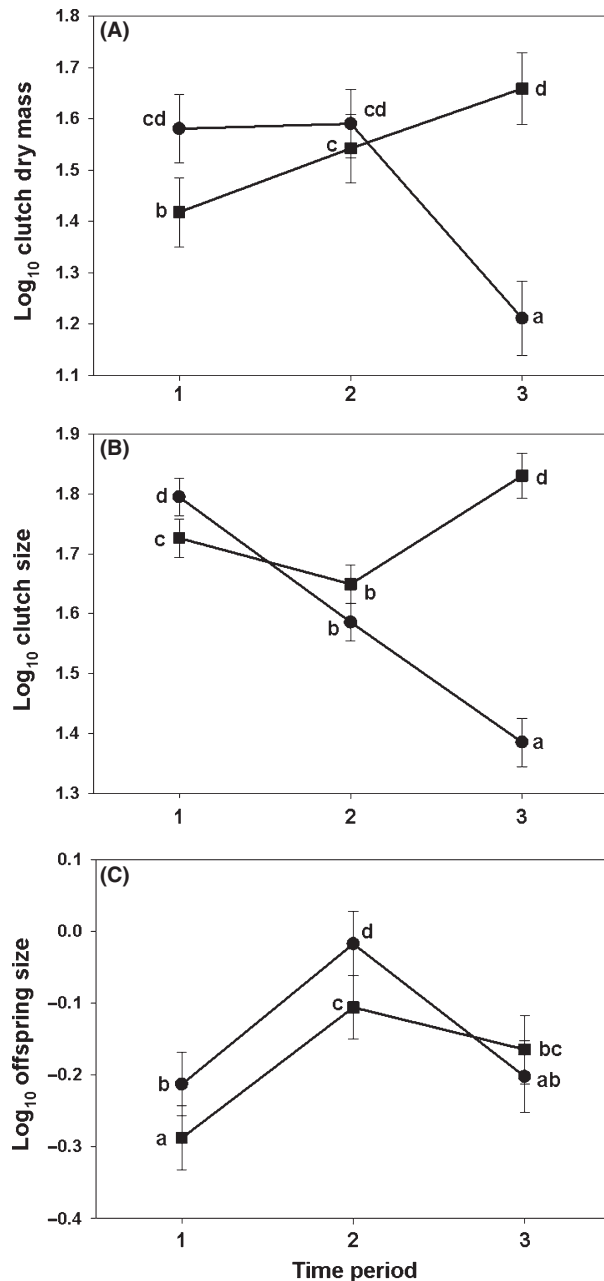 (A)
Log10 clutch dry mass
1.8
1.7
1.6
1.5
1.4
1.3
1.2
1.1
cd
cd
d
b
c
a
1
2
3
(B)
Log10 clutch size
1.9
1.8
1.7
1.6
1.5
1.4
1.3
d
d
c
b
b
a
1
2
3
(C)
Log10 offspring size
0.1
0.0
−0.1
−0.2
−0.3
−0.4
d
c
b
bc
a
ab
1
2
3
Time period